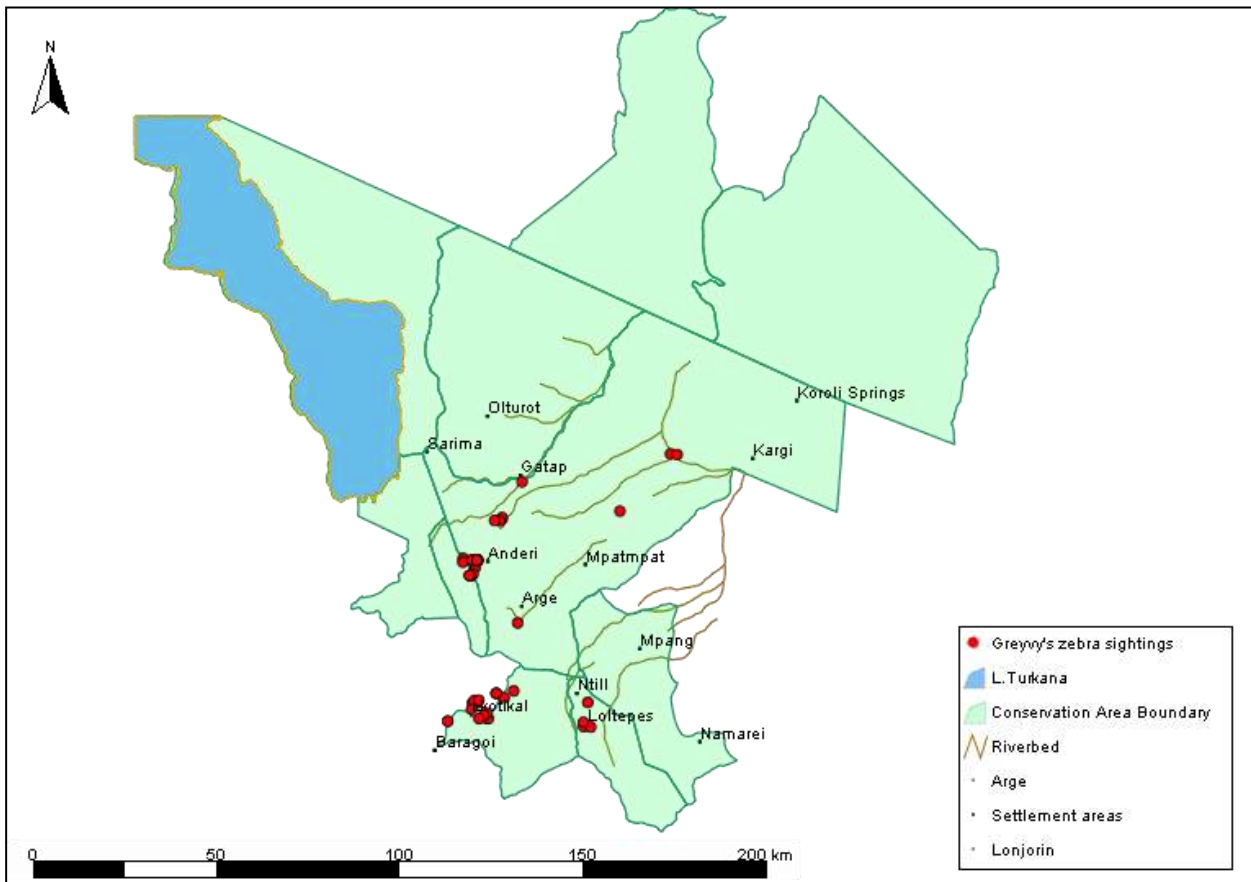 N
Koroli Springs
Olturot
Sarima
Gatap
Kargi
Anderi
Mpatmpat
Arge
Mpang
Ntill
Loltepes
Baragoi
Namarei
Greyvy's zebra sightings
L.Turkana
Conservation Area Boundary
Riverbed
Arge
Settlement areas
Lonjorin
0 50 100 150 200 km